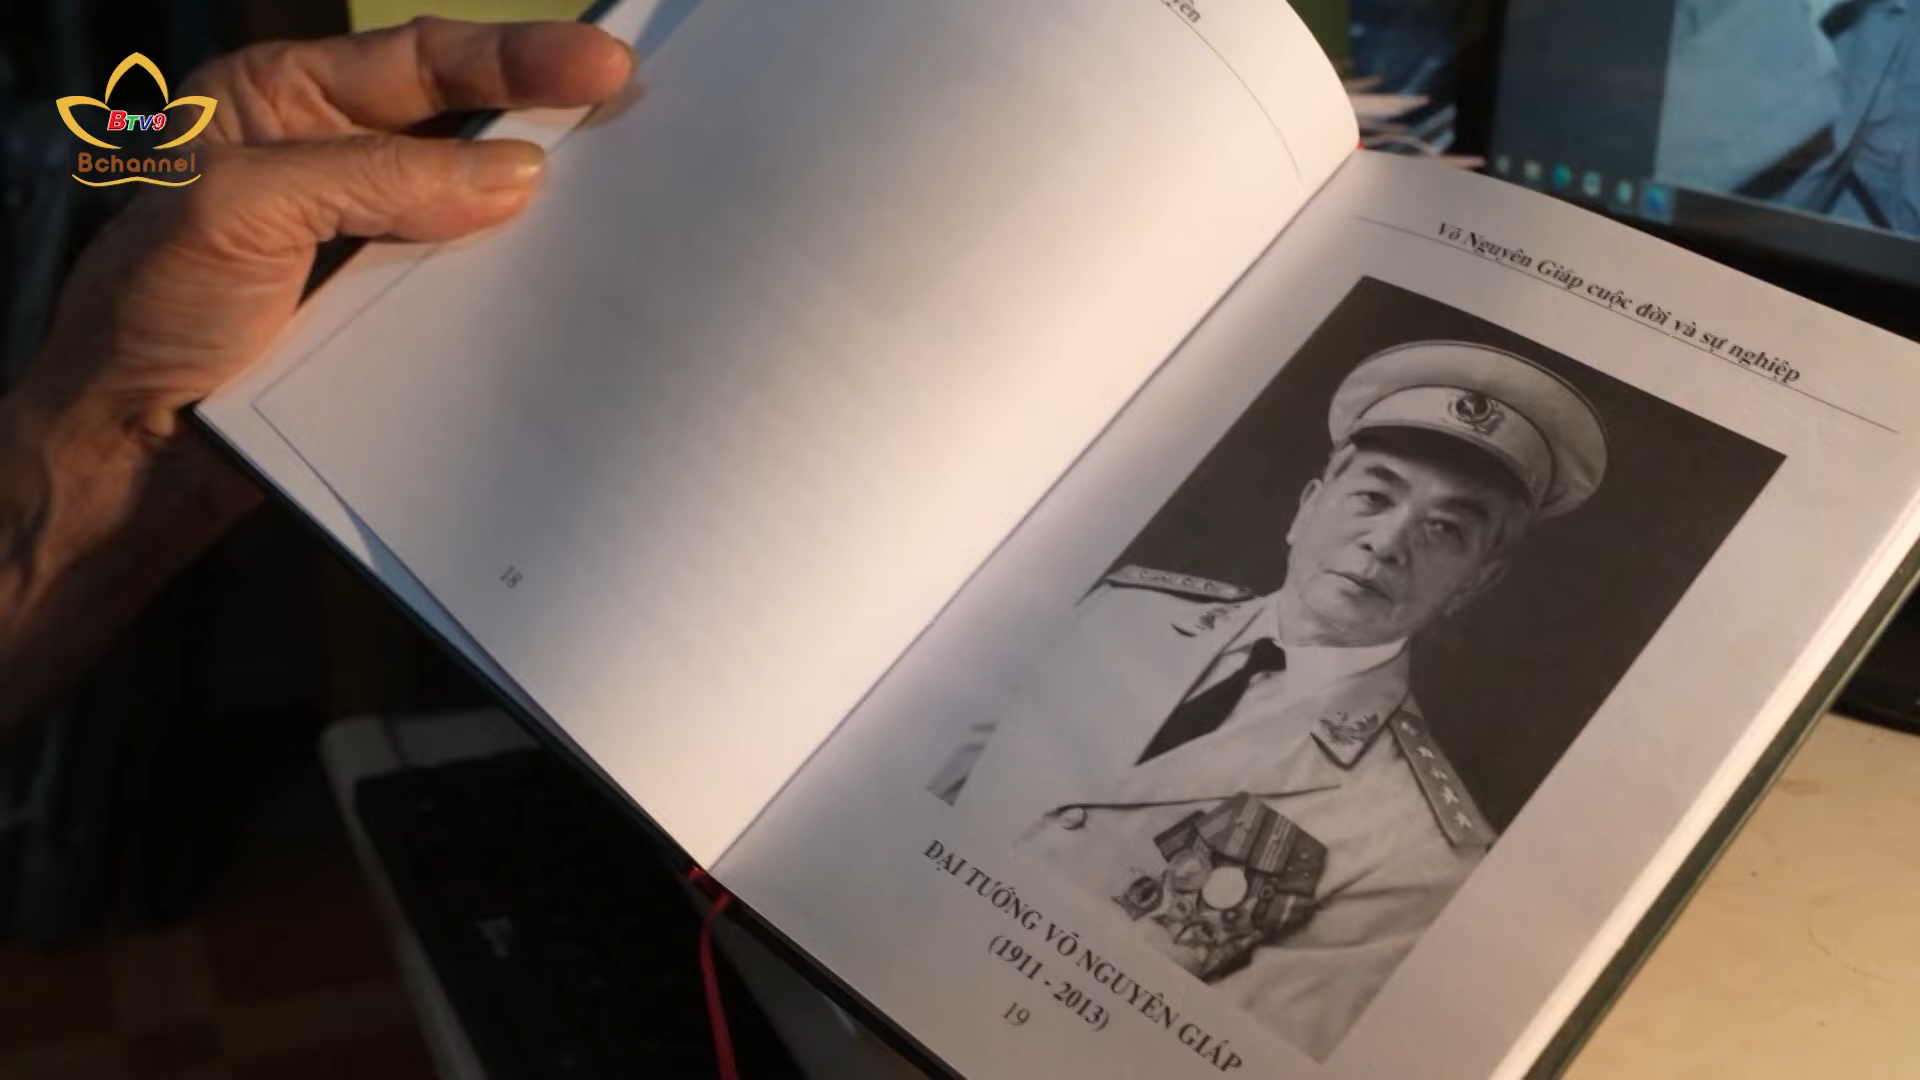 BTV9
Bchannel
18
Võ Nguyên Giáp cuộc đời và sự nghiệp
ĐẠI TƯỚNG VÕ NGUYÊN GIÁP
(1911 - 2013)
19